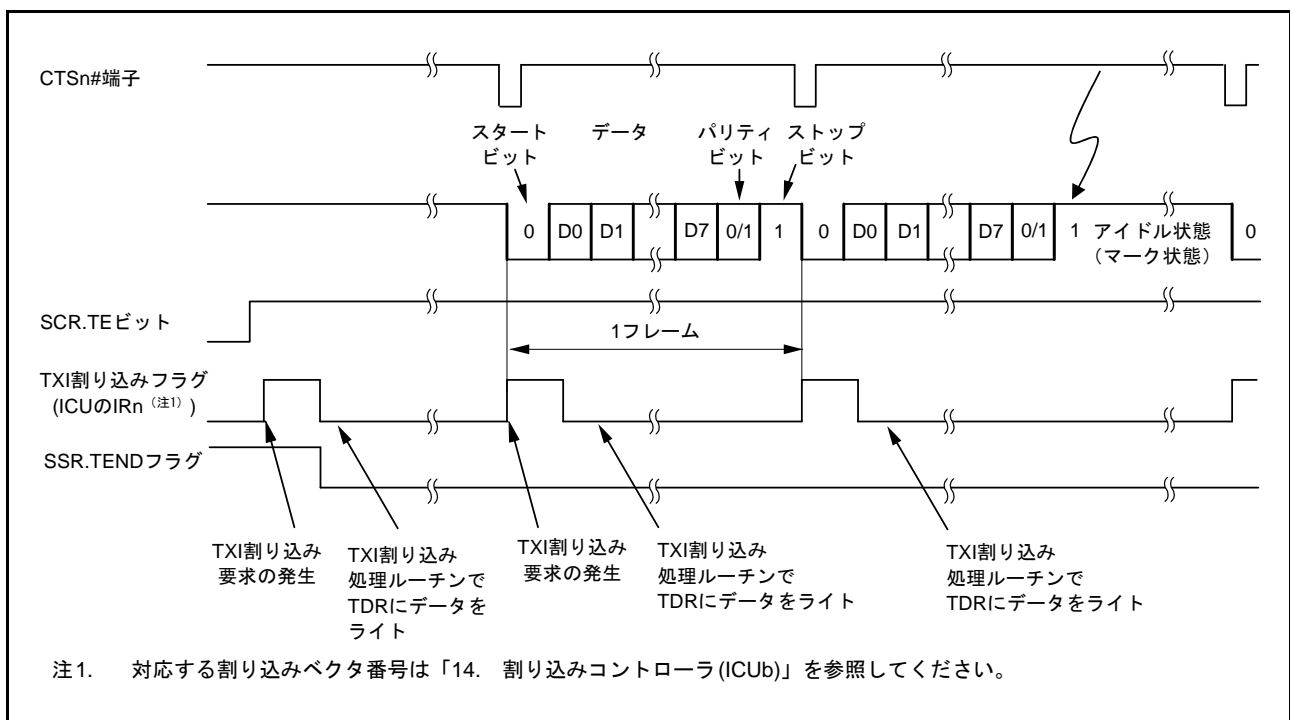 CTSn#端子
スタート
ビット
データ
パリティ
ビット
ストップ
ビット
0 D0 D1 D7 0/1 1 0 D0 D1 D7 0/1 1 アイドル状態
(マーク状態)
0
SCR.TEビット
1フレーム
TXI割り込みフラグ
(ICUのIRn(注1))
SSR.TENDフラグ
TXI割り込み
要求の発生
TXI割り込み
処理ルーチンで
TDRにデータを
ライト
TXI割り込み
要求の発生
TXI割り込み
処理ルーチンで
TDRにデータをライト
TXI割り込み
処理ルーチンで
TDRにデータをライト
注1. 対応する割り込みベクタ番号は「14. 割り込みコントローラ(ICUb)」を参照してください。